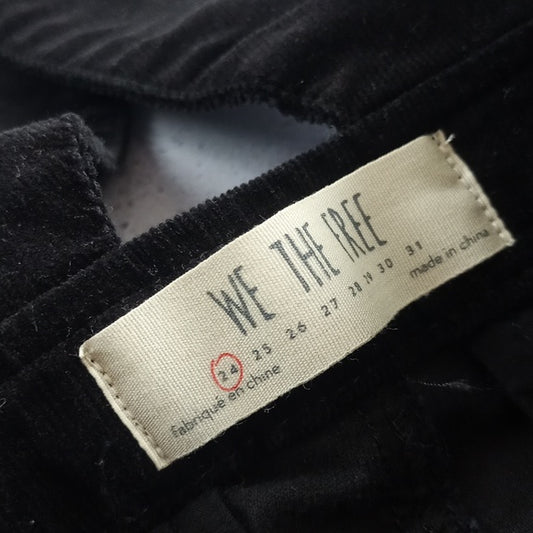 WE THE FREE
24 25 26 27 28 29 30 31
fabriqué en chine made in china